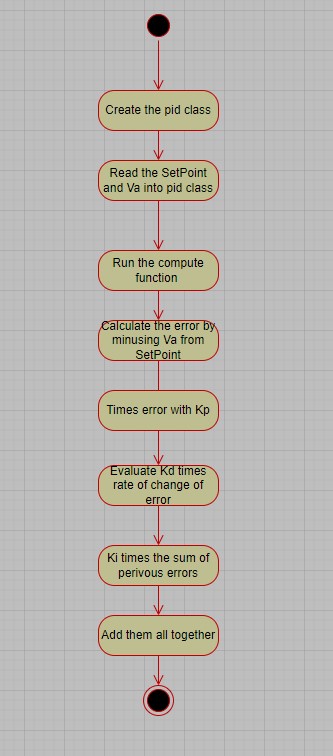 Create the pid class
Read the SetPoint
and Va into pid class
Run the compute
function
Calculate the error by
minusing Va from
SetPoint
Times error with Kp
Evaluate Kd times
rate of change of
error
Ki times the sum of
perivous errors
Add them all together